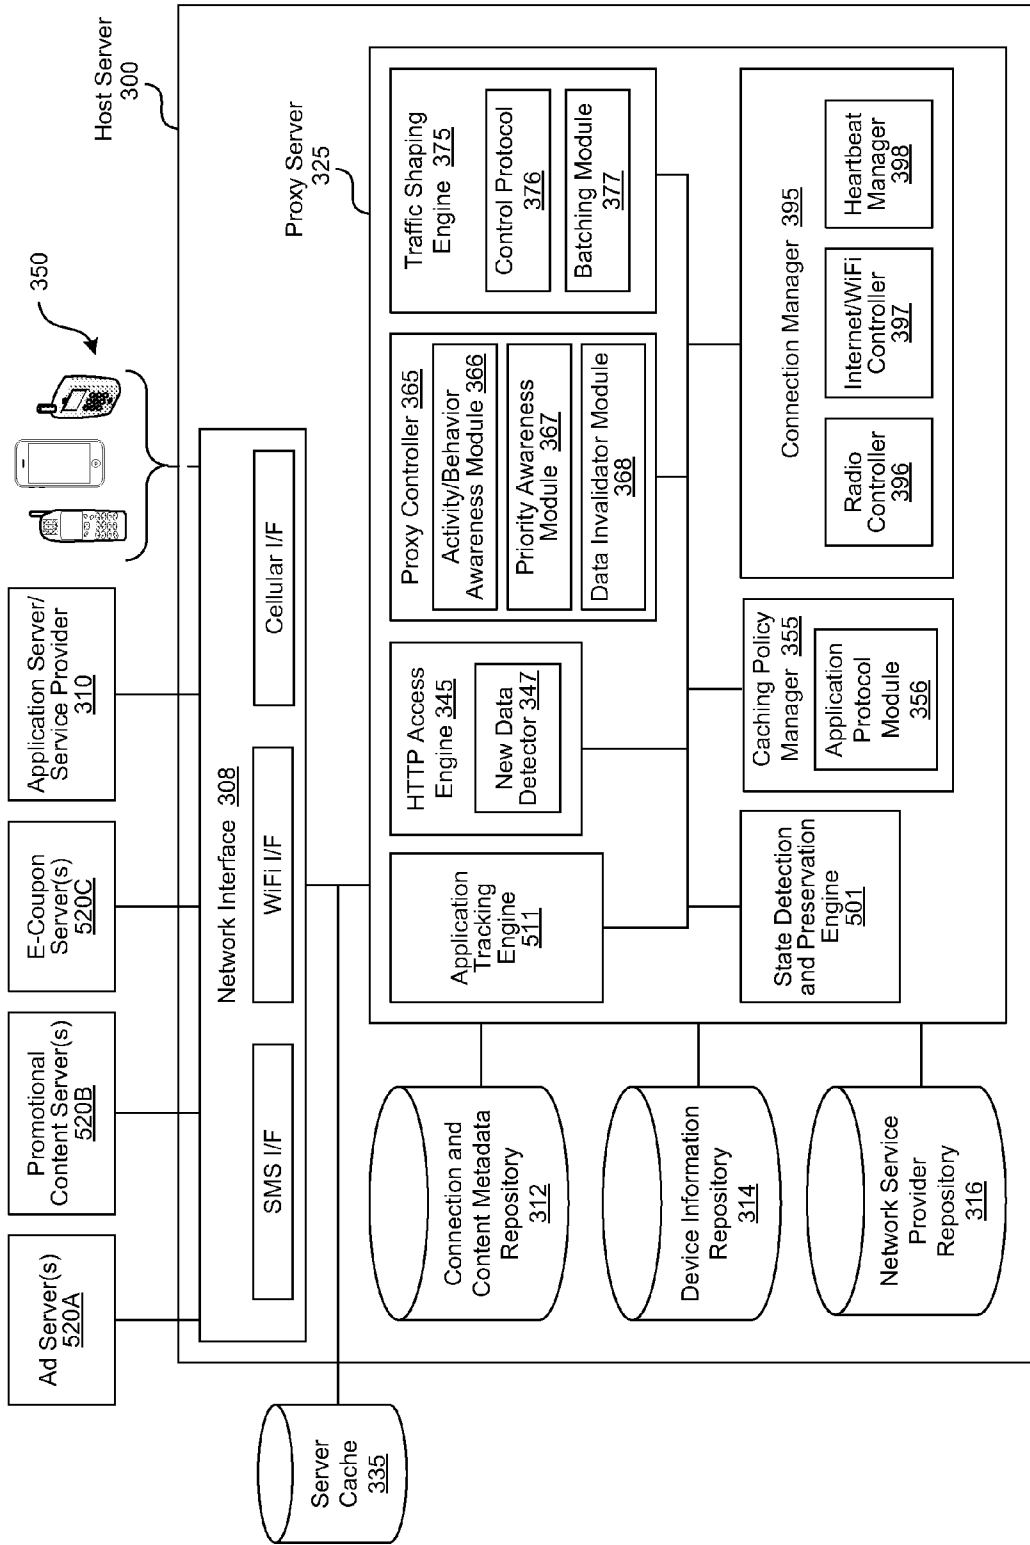 Host Server
300
350
Ad Server(s)
520A
Promotional
Content Server(s)
520B
E-Coupon
Server(s)
520C
Application Server/
Service Provider
310
Network Interface 308
SMS I/F
WiFi I/F
Cellular I/F
Server
Cache
335
Proxy Server
325
Connection and
Content Metadata
Repository
312
Device Information
Repository
314
Network Service
Provider
Repository
316
Application
Tracking
Engine
511
HTTP Access
Engine 345
New Data
Detector 347
Proxy Controller 365
Activity/Behavior
Awareness Module 366
Priority Awareness
Module 367
Data Invalidator Module
368
Traffic Shaping
Engine 375
Control Protocol
376
Batching Module
377
State Detection
and Preservation
Engine
501
Caching Policy
Manager 355
Application
Protocol
Module
356
Connection Manager 395
Radio
Controller
396
Internet/WiFi
Controller
397
Heartbeat
Manager
398